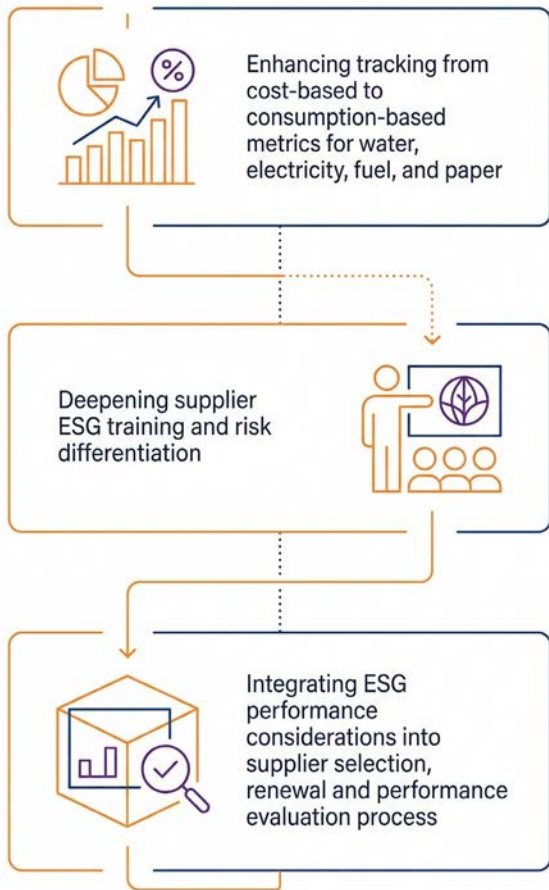 %
Enhancing tracking from
cost-based to
consumption-based
metrics for water,
electricity, fuel, and paper
Deepening supplier
ESG training and risk
differentiation
Integrating ESG
performance
considerations into
supplier selection,
renewal and performance
evaluation process